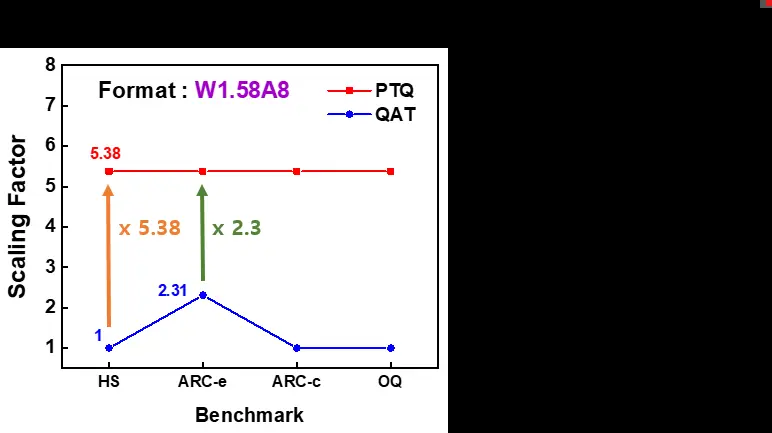 8
Format : W1.58A8
PTQ
QAT
7
6
5.38
5
x 5.38
x 2.3
4
3
2.31
2
1
1
HS
ARC-e
ARC-c
OQ
Scaling Factor
Benchmark